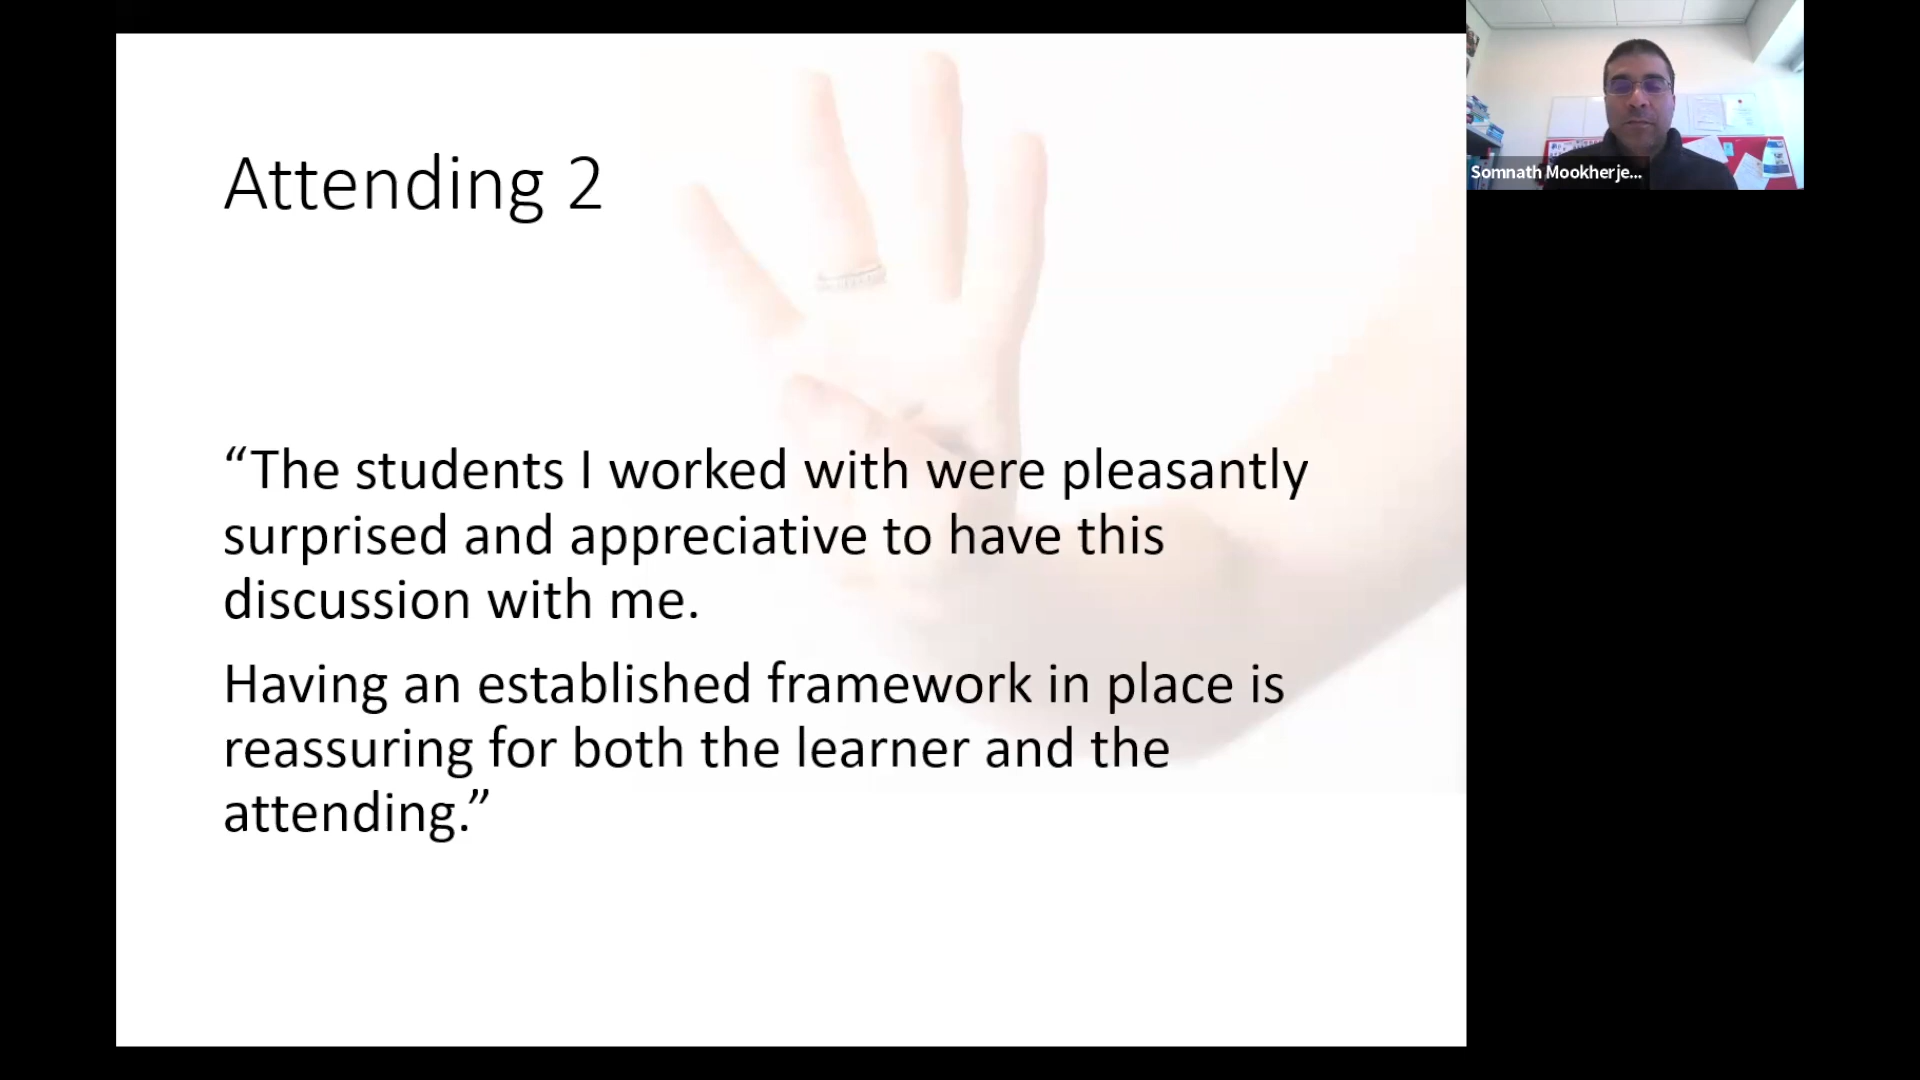 Attending 2
“The students I worked with were pleasantly
surprised and appreciative to have this
discussion with me.
Having an established framework in place is
reassuring for both the learner and the
attending.”
Somnath Mookherje...